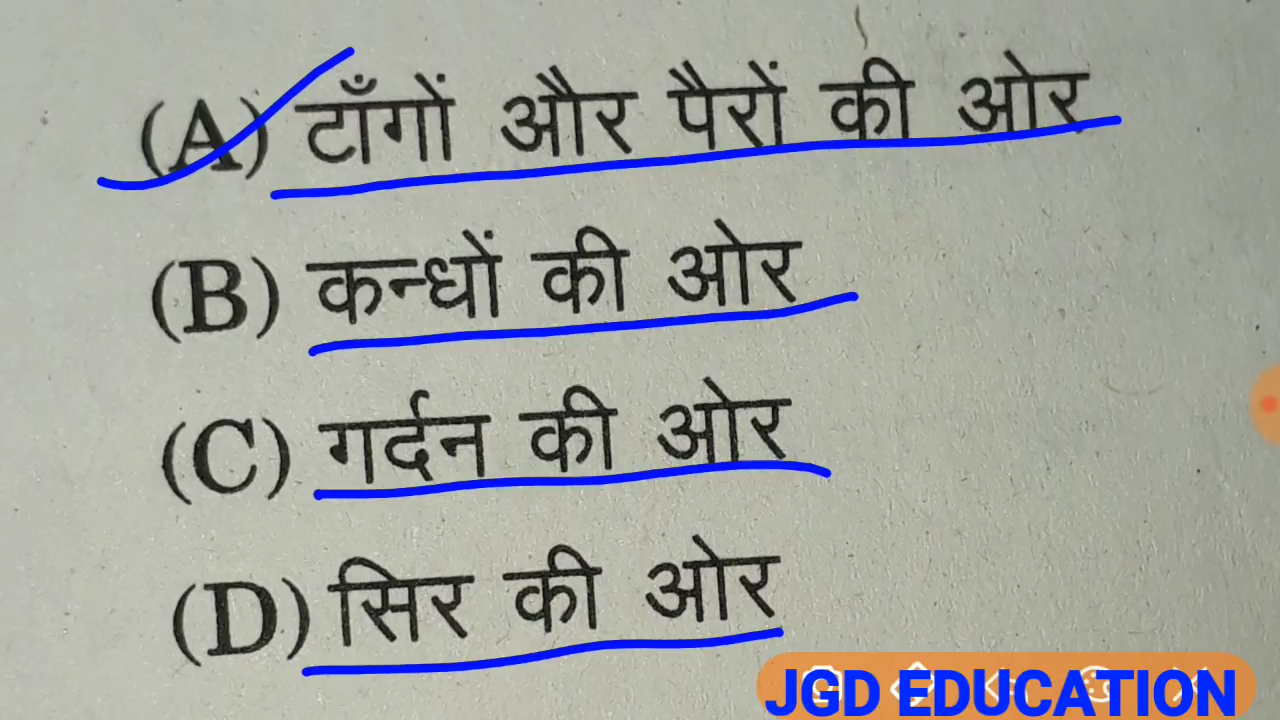 (A) टाँगों और पैरों की ओर
(B) कन्धों की ओर
(C) गर्दन की ओर
(D) सिर की ओर
JGD EDUCATION